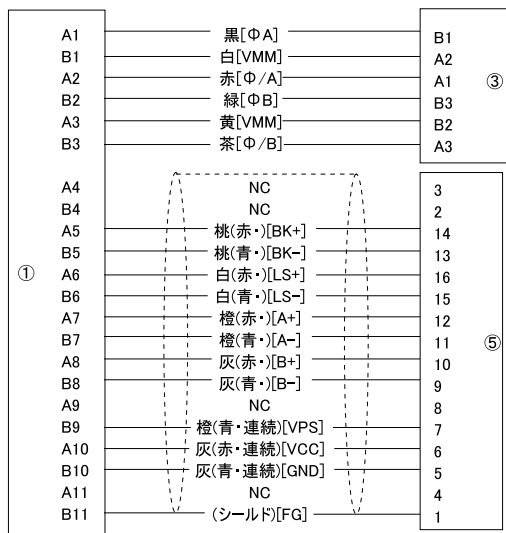 A1 黒[ΦA] B1
B1 白[VMM] A2
A2 赤[Φ/A] A1 ③
B2 緑[ΦB] B3
A3 黄[VMM] B2
B3 茶[Φ/B] A3
A4 NC 3
B4 NC 2
A5 桃(赤・)[BK+] 14
B5 桃(青・)[BK-] 13
① A6 白(赤・)[LS+] 16
B6 白(青・)[LS-] 15
A7 橙(赤・)[A+] 12
B7 橙(青・)[A-] 11 ⑤
A8 灰(赤・)[B+] 10
B8 灰(青・)[B-] 9
A9 NC 8
B9 橙(青・連続)[VPS] 7
A10 灰(赤・連続)[VCC] 6
B10 灰(青・連続)[GND] 5
A11 NC 4
B11 (シールド)[FG] 1